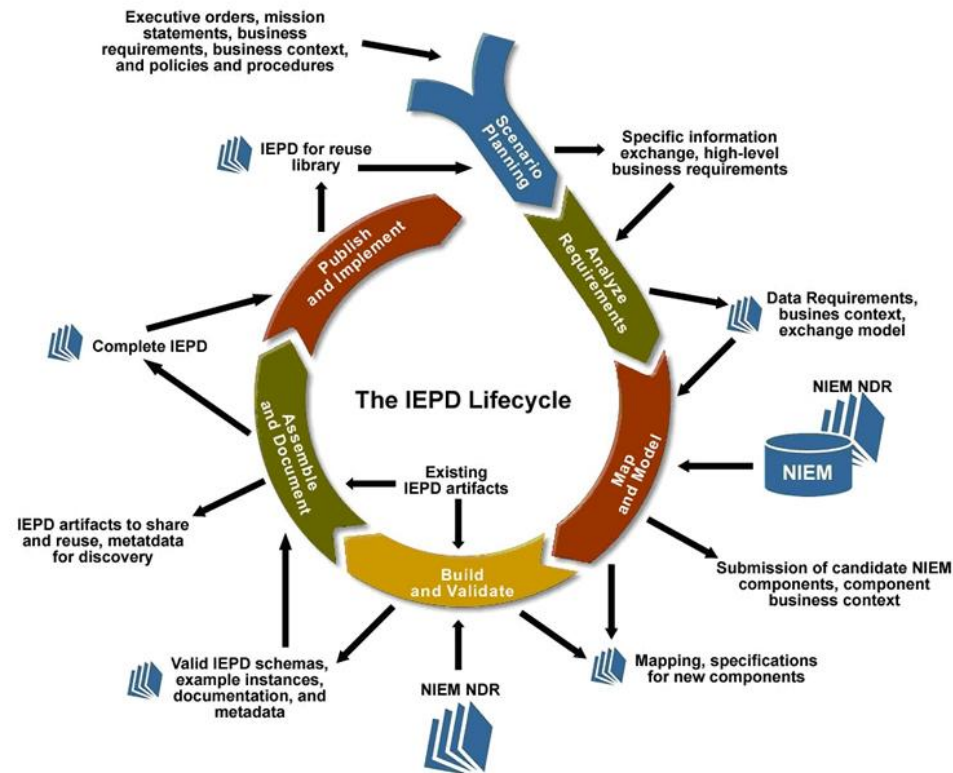 Executive orders, mission
statements, business
requirements, business context,
and policies and procedures
Scenario
Planning
IEPD for reuse
library
Specific information
exchange, high-level
business requirements
Publish
and Implement
Analyze
Requirements
Data Requirements,
busines context,
exchange model
Complete IEPD
The IEPD Lifecycle
NIEM NDR
NIEM
Map
and Model
Assemble
and Document
Existing
IEPD artifacts
IEPD artifacts to share
and reuse, metatdata
for discovery
Build
and Validate
Submission of candidate NIEM
components, component
business context
Valid IEPD schemas,
example instances,
documentation, and
metadata
NIEM NDR
Mapping, specifications
for new components